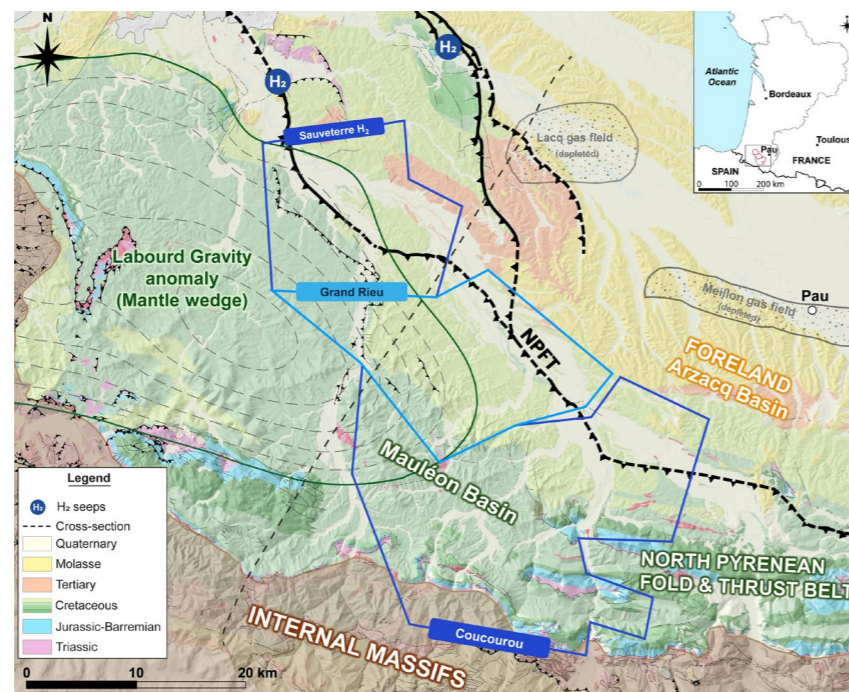 N
H₂
H₂
Sauveterre H₂
Lacq gas field
(depleted)
Atlantic
Ocean
Bordeaux
Toulouse
Pau
SPAIN
FRANCE
0 100 200 km
Labourd Gravity
anomaly
(Mantle wedge)
Grand Rieu
NPFT
Meillon gas field
(depleted)
Pau
FORELAND
Arzacq Basin
Mauléon Basin
NORTH PYRENEAN
FOLD & THRUST BELT
INTERNAL MASSIFS
Coucourou
Legend
H₂ H₂ seeps
Cross-section
Quaternary
Molasse
Tertiary
Cretaceous
Jurassic-Barremian
Triassic
0 10 20 km